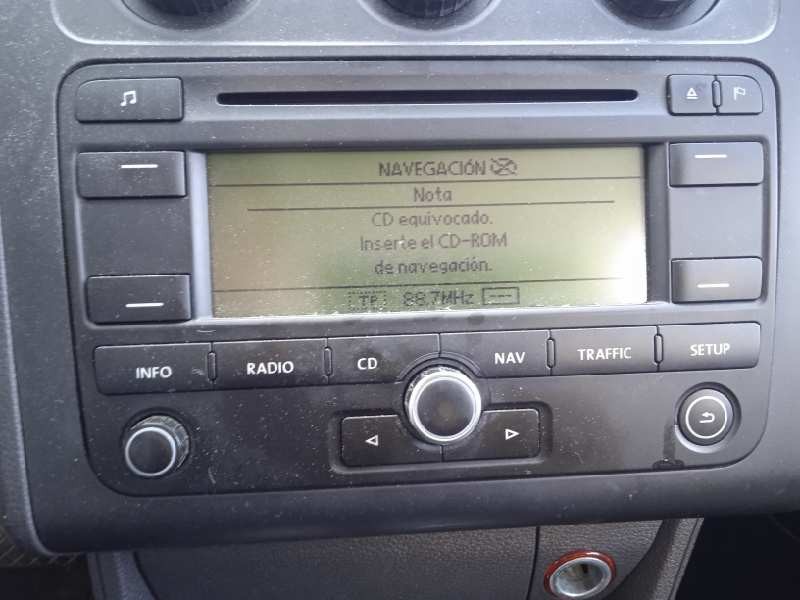 NAVEGACIÓN
Nota
CD equivocado.
Inserte el CD-ROM
de navegación.
TP 88.7MHz ---
INFO RADIO CD NAV TRAFFIC SETUP